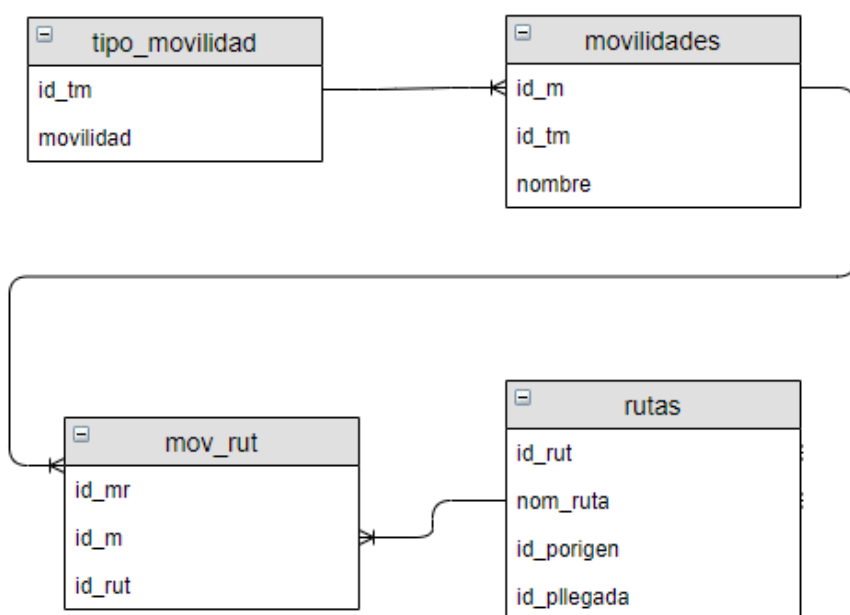 tipo_movilidad
id_tm
movilidad
movilidades
id_m
id_tm
nombre
mov_rut
id_mr
id_m
id_rut
rutas
id_rut
nom_ruta
id_porigen
id_pllegada